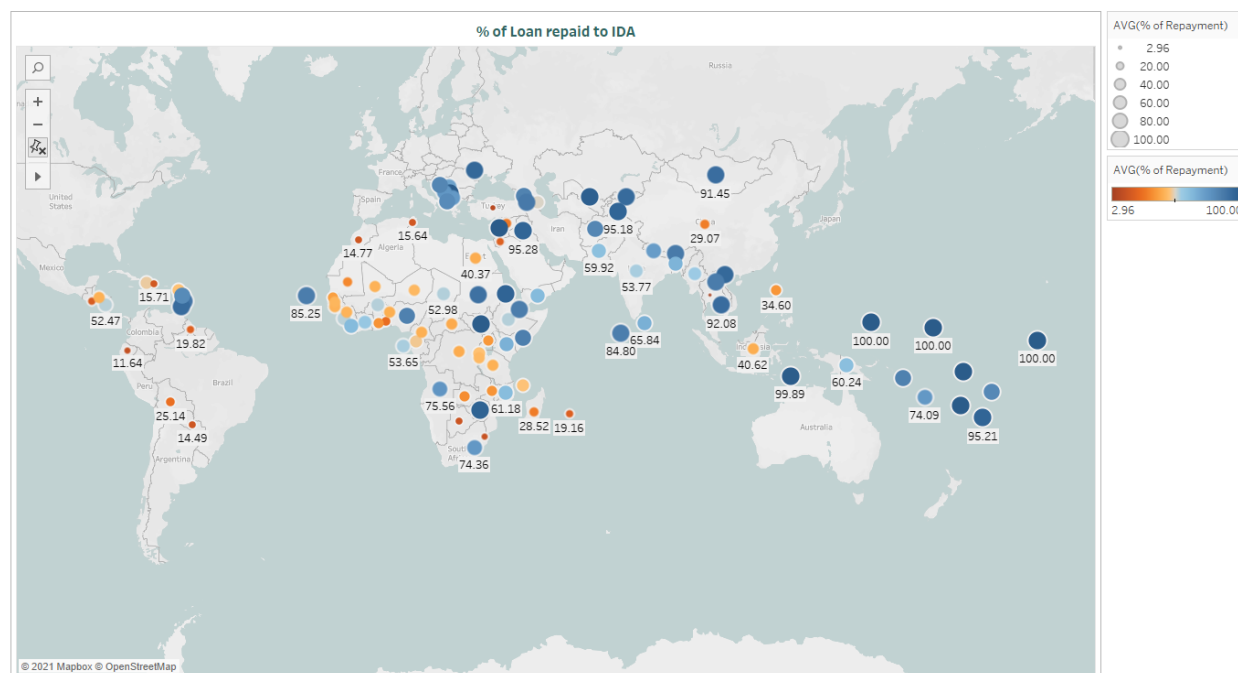 % of Loan repaid to IDA
Russia
France
United
States
Spain
Turkey
Iran
China
Japan
Mexico
Algeria
Egypt
Colombia
Peru
Brazil
Argentina
South
Australia
91.45
95.18
29.07
15.64
14.77
95.28
59.92
40.37
15.71
53.77
52.47
85.25
52.98
34.60
92.08
19.82
65.84
100.00
100.00
84.80
100.00
11.64
53.65
40.62
60.24
99.89
75.56
61.18
74.09
25.14
28.52
19.16
14.49
95.21
74.36
© 2021 Mapbox © OpenStreetMap
AVG(% of Repayment)
2.96
20.00
40.00
60.00
80.00
100.00
AVG(% of Repayment)
2.96
100.00